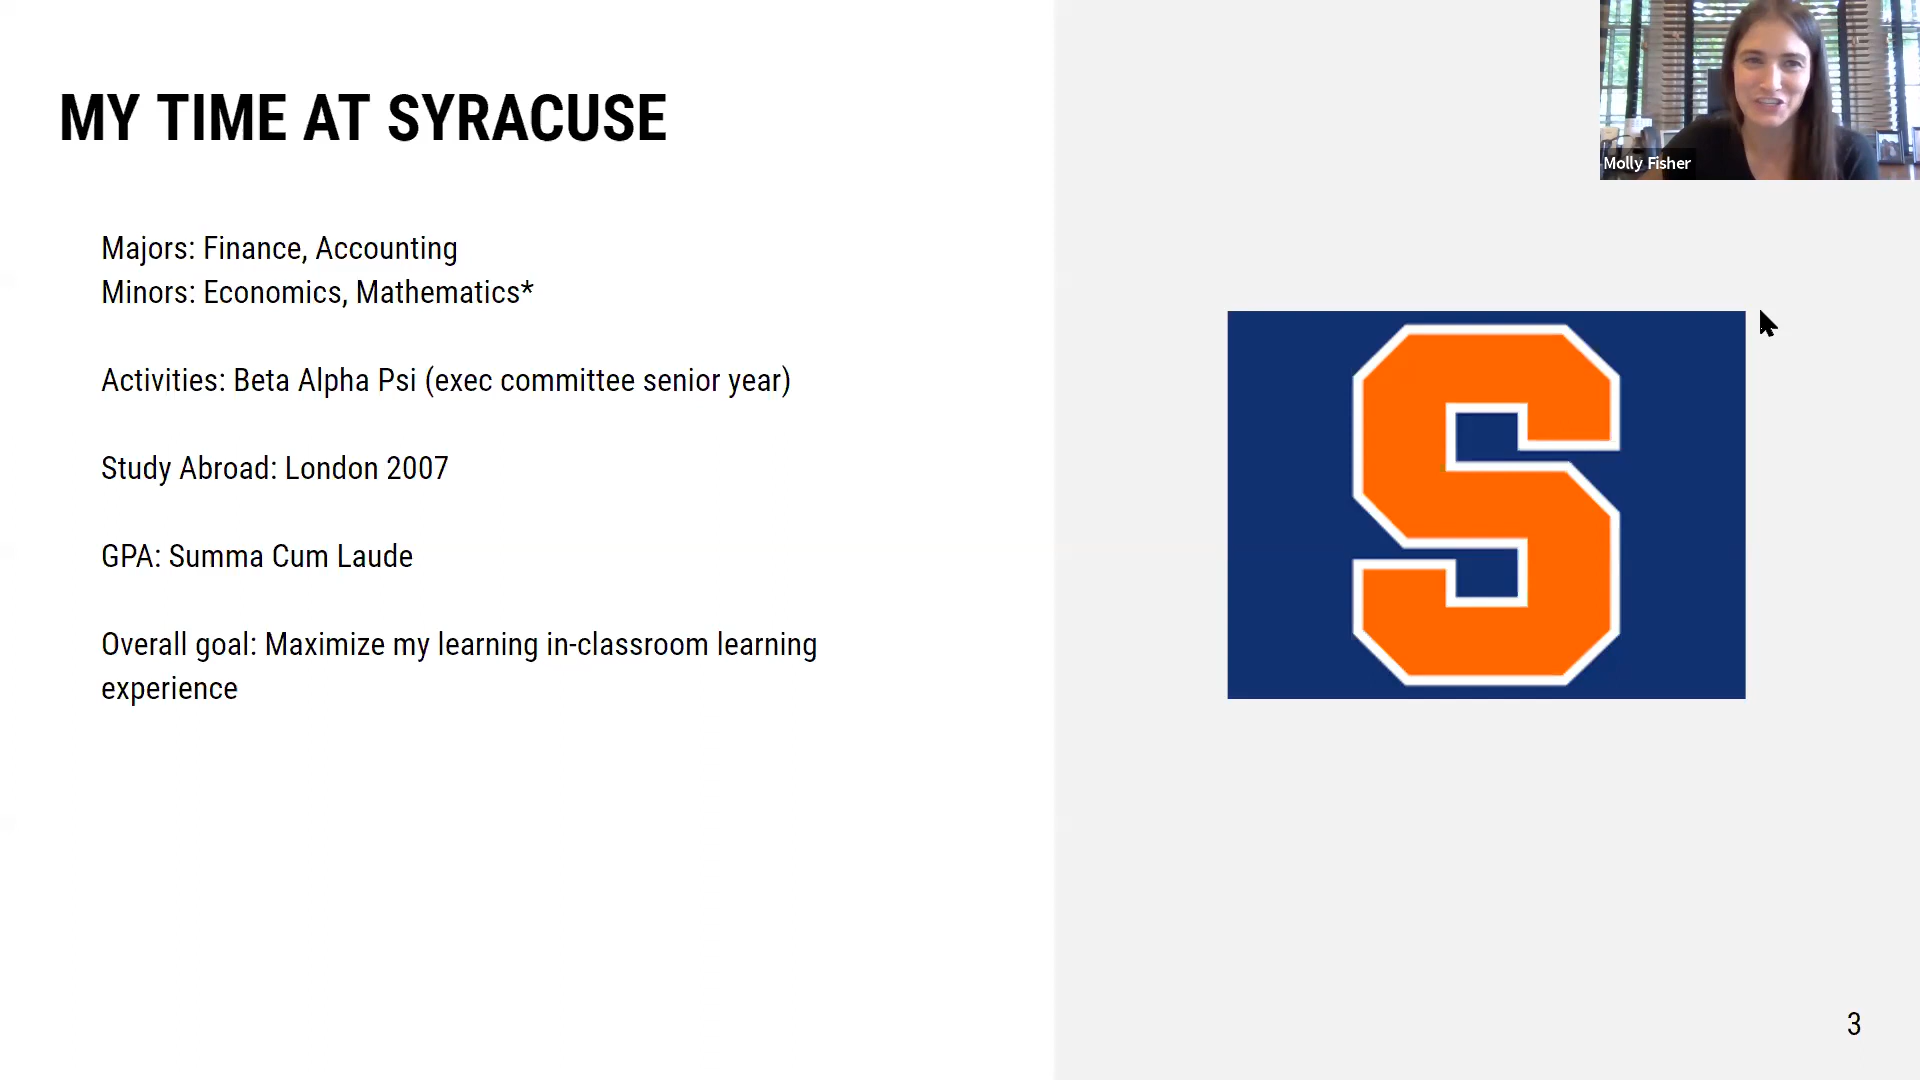 MY TIME AT SYRACUSE
Majors: Finance, Accounting
Minors: Economics, Mathematics*
Activities: Beta Alpha Psi (exec committee senior year)
Study Abroad: London 2007
GPA: Summa Cum Laude
Overall goal: Maximize my learning in-classroom learning
experience
Molly Fisher
S
3